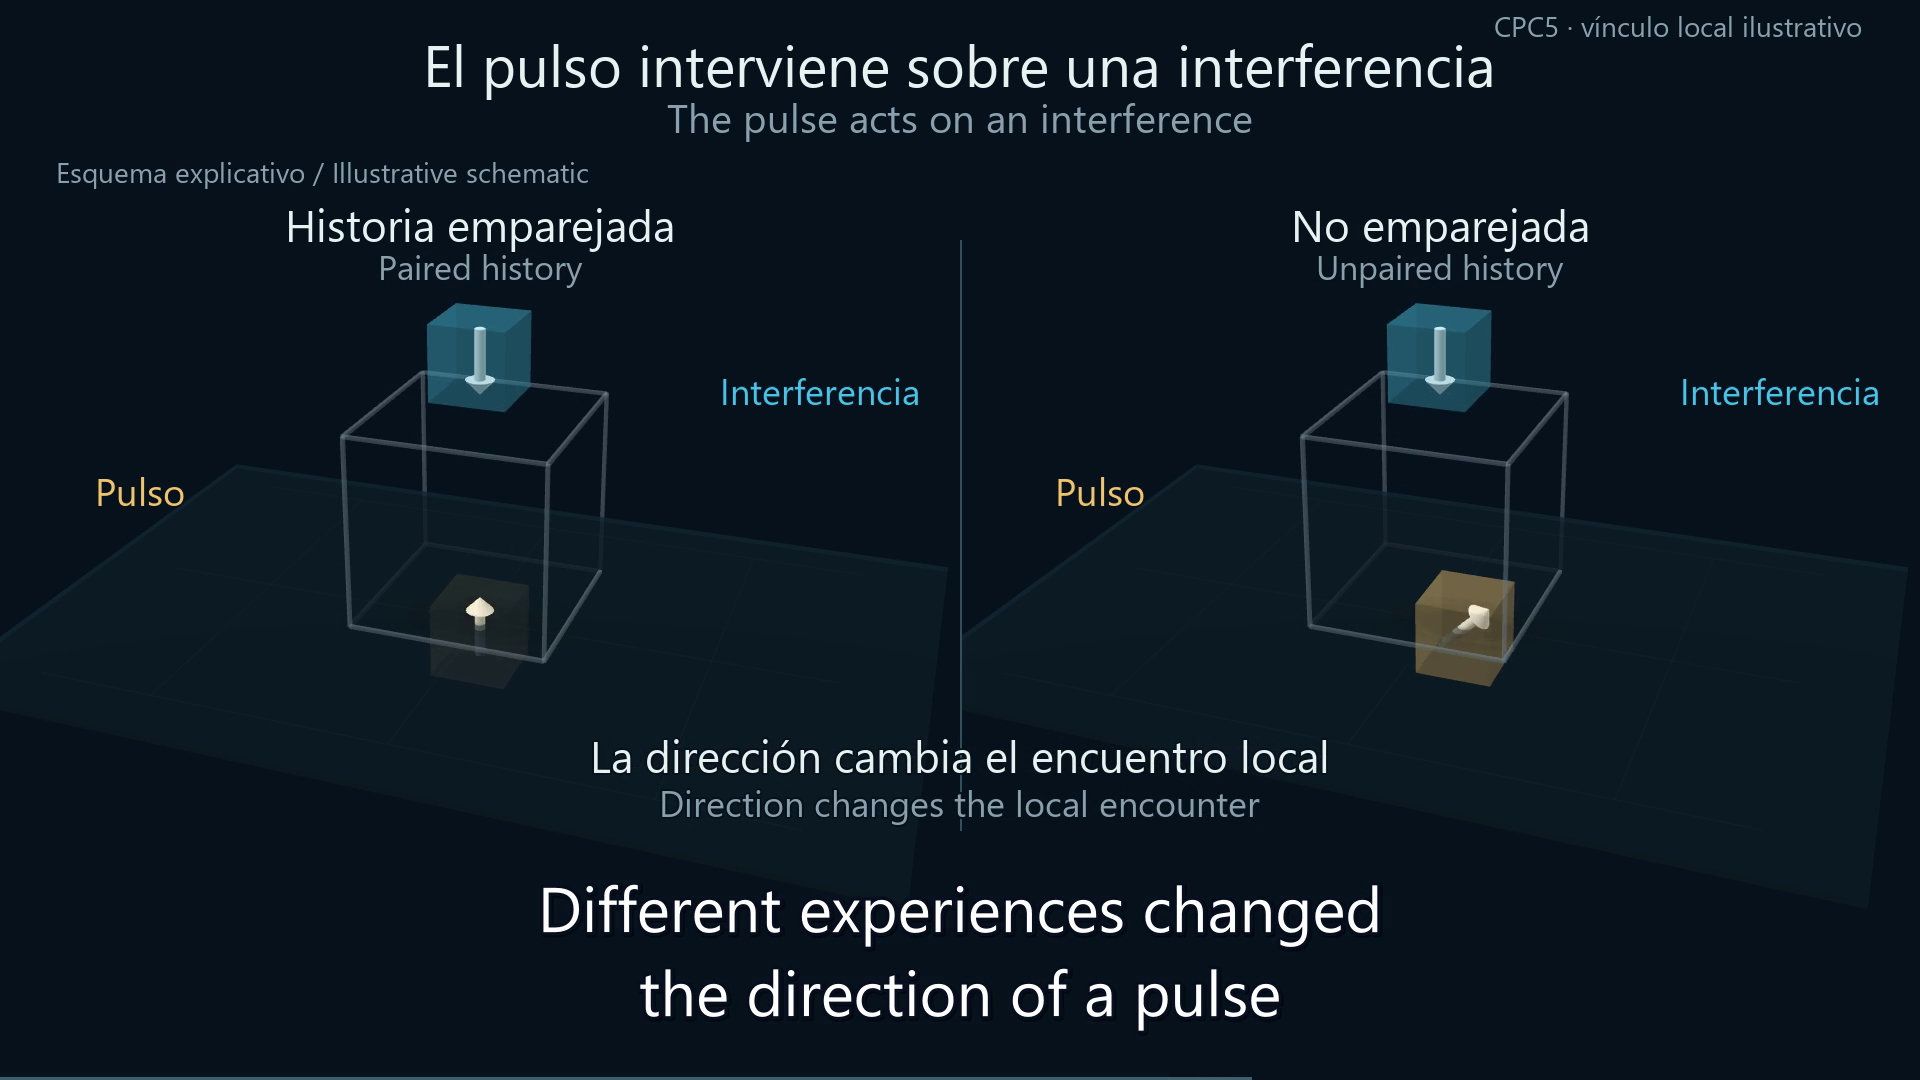 CPC5 · vínculo local ilustrativo
El pulso interviene sobre una interferencia
The pulse acts on an interference
Esquema explicativo / Illustrative schematic
Historia emparejada
Paired history
No emparejada
Unpaired history
Interferencia
Interferencia
Pulso
Pulso
La dirección cambia el encuentro local
Direction changes the local encounter
Different experiences changed
the direction of a pulse